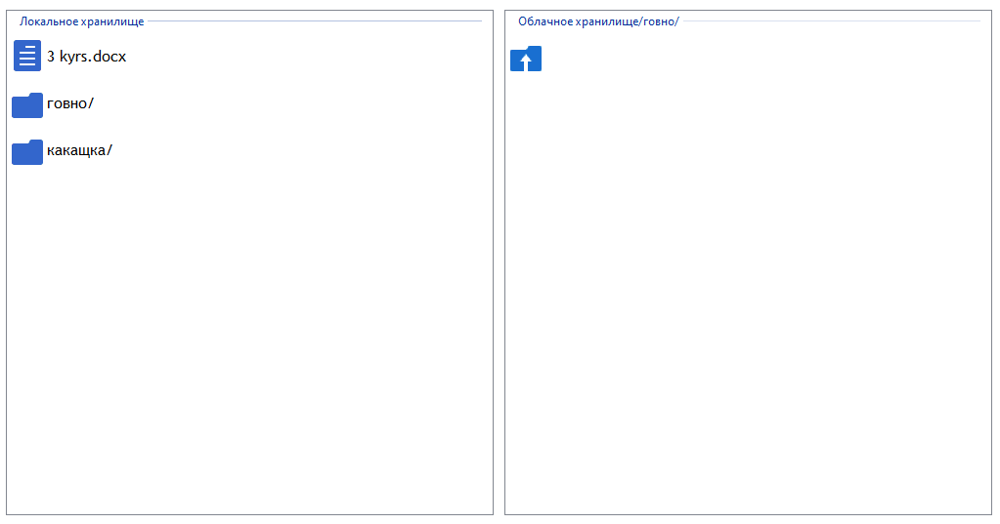 Локальное хранилище
3 kyrs.docx
говно/
какащка/
Облачное хранилище/говно/